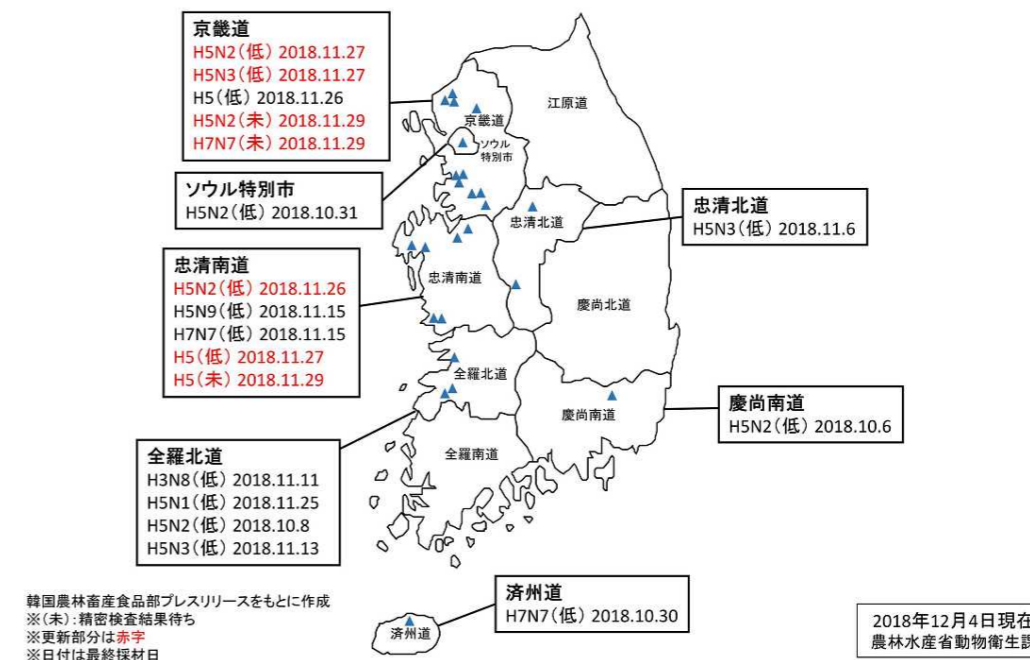 京畿道
H5N2(低) 2018.11.27
H5N3(低) 2018.11.27
H5(低) 2018.11.26
H5N2(未) 2018.11.29
H7N7(未) 2018.11.29
ソウル特別市
H5N2(低) 2018.10.31
忠清南道
H5N2(低) 2018.11.26
H5N9(低) 2018.11.15
H7N7(低) 2018.11.15
H5(低) 2018.11.27
H5(未) 2018.11.29
全羅北道
H3N8(低) 2018.11.11
H5N1(低) 2018.11.25
H5N2(低) 2018.10.8
H5N3(低) 2018.11.13
江原道
京畿道
ソウル
特別市
忠清北道
忠清南道
慶尚北道
全羅北道
慶尚南道
全羅南道
済州道
忠清北道
H5N3(低) 2018.11.6
慶尚南道
H5N2(低) 2018.10.6
済州道
H7N7(低) 2018.10.30
韓国農林畜産食品部プレスリリースをもとに作成
※(未):精密検査結果待ち
※更新部分は赤字
※日付は最終採材日
2018年12月4日現在
農林水産省動物衛生課